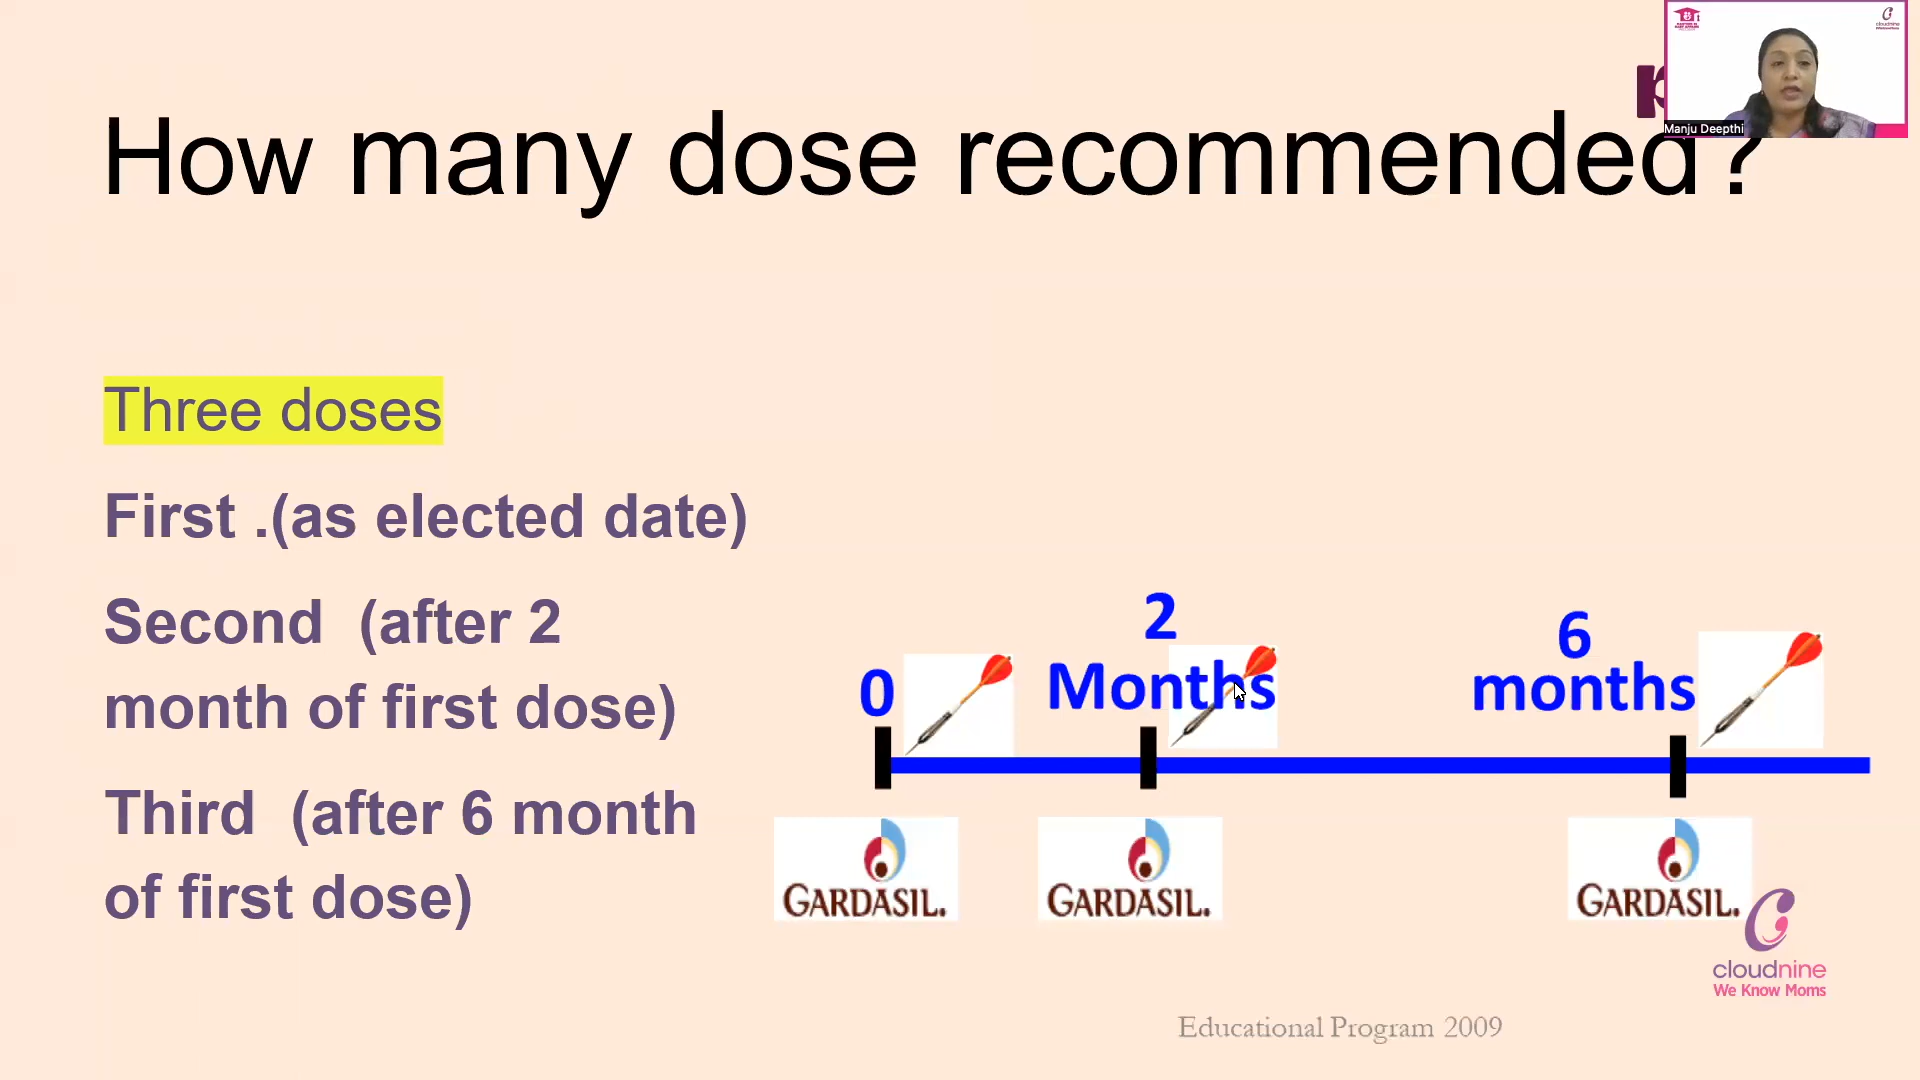 How many dose recommended?
Manju Deepthi
Three doses
First .(as elected date)
Second (after 2
month of first dose)
Third (after 6 month
of first dose)
0
2
Months
6
months
GARDASIL.
GARDASIL.
GARDASIL.
cloudnine
We Know Moms
Educational Program 2009
cloudnine